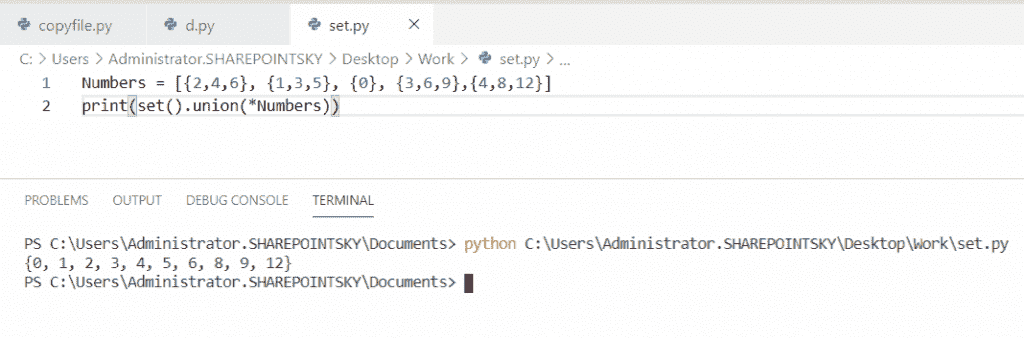 copyfile.py d.py set.py ×
C: > Users > Administrator.SHAREPOINTSKY > Desktop > Work > set.py > ...
1 Numbers = [{2,4,6}, {1,3,5}, {0}, {3,6,9},{4,8,12}]
2 print(set().union(*Numbers))
PROBLEMS OUTPUT DEBUG CONSOLE TERMINAL
PS C:\Users\Administrator.SHAREPOINTSKY\Documents> python C:\Users\Administrator.SHAREPOINTSKY\Desktop\Work\set.py
{0, 1, 2, 3, 4, 5, 6, 8, 9, 12}
PS C:\Users\Administrator.SHAREPOINTSKY\Documents>